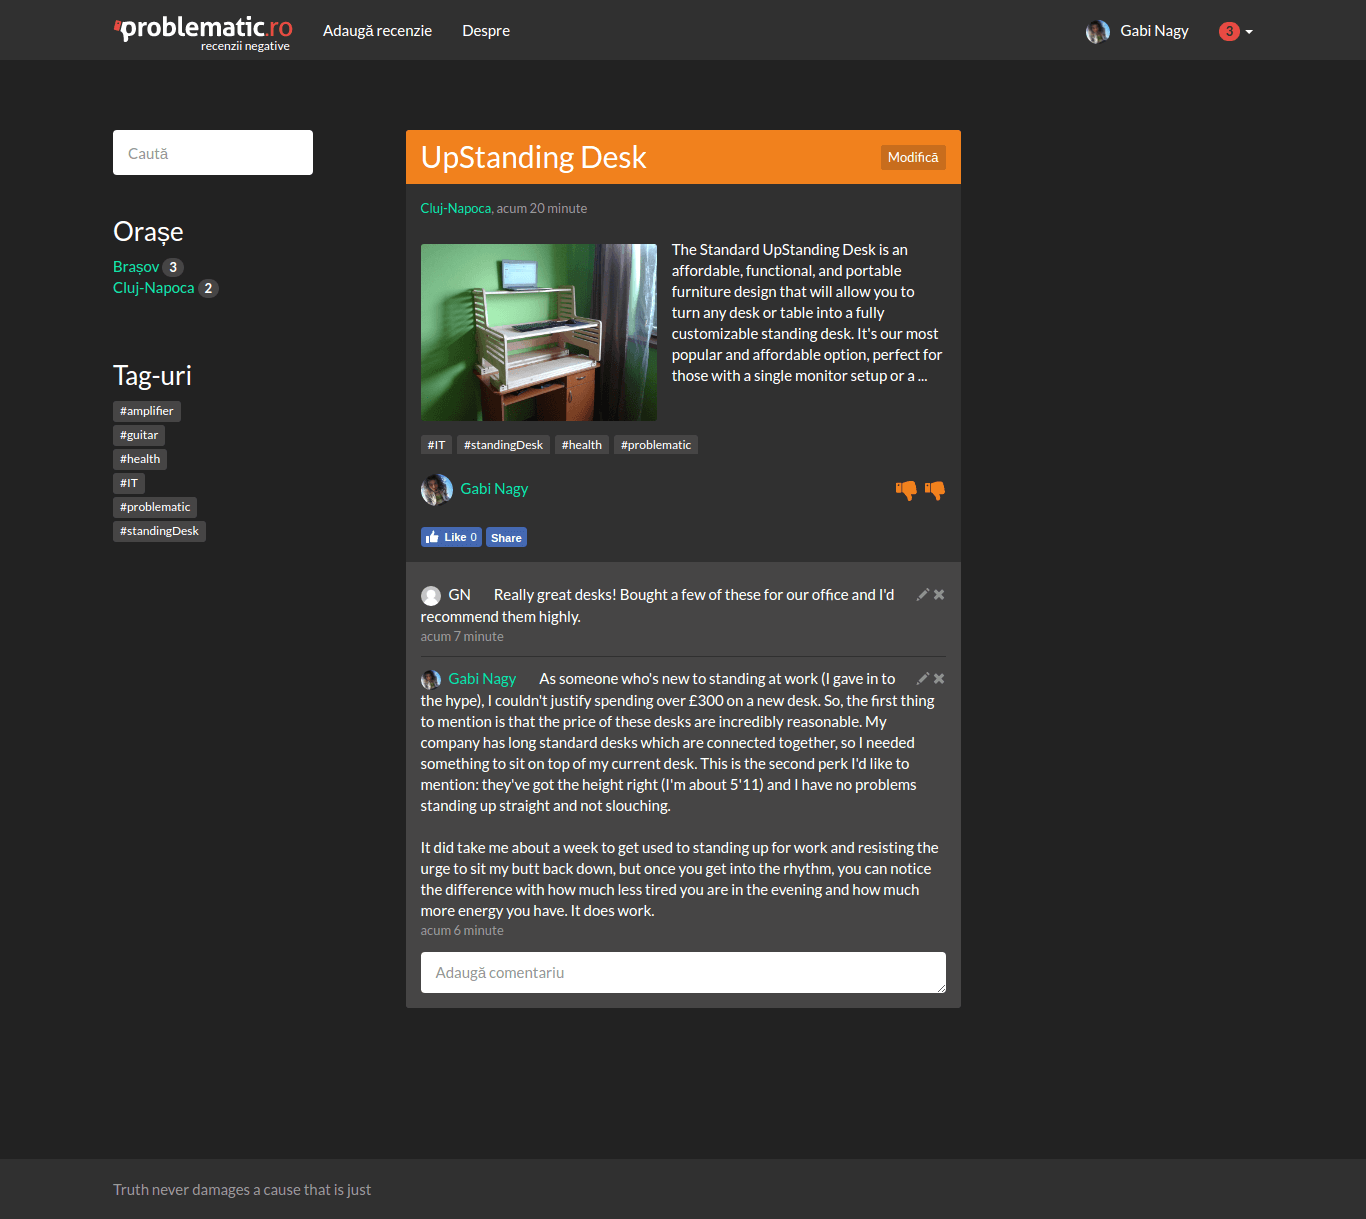 problematic.ro
recenzii negative
Adaugă recenzie
Despre
Gabi Nagy
3
Caută
Orașe
Brașov 3
Cluj-Napoca 2
Tag-uri
#amplifier
#guitar
#health
#IT
#problematic
#standingDesk
UpStanding Desk
Modifică
Cluj-Napoca, acum 20 minute
The Standard UpStanding Desk is an
affordable, functional, and portable
furniture design that will allow you to
turn any desk or table into a fully
customizable standing desk. It's our most
popular and affordable option, perfect for
those with a single monitor setup or a ...
#IT #standingDesk #health #problematic
Gabi Nagy
Like 0 Share
GN Really great desks! Bought a few of these for our office and I'd
recommend them highly.
acum 7 minute
Gabi Nagy As someone who's new to standing at work (I gave in to
the hype), I couldn't justify spending over £300 on a new desk. So, the first thing
to mention is that the price of these desks are incredibly reasonable. My
company has long standard desks which are connected together, so I needed
something to sit on top of my current desk. This is the second perk I'd like to
mention: they've got the height right (I'm about 5'11) and I have no problems
standing up straight and not slouching.
It did take me about a week to get used to standing up for work and resisting the
urge to sit my butt back down, but once you get into the rhythm, you can notice
the difference with how much less tired you are in the evening and how much
more energy you have. It does work.
acum 6 minute
Adaugă comentariu
Truth never damages a cause that is just